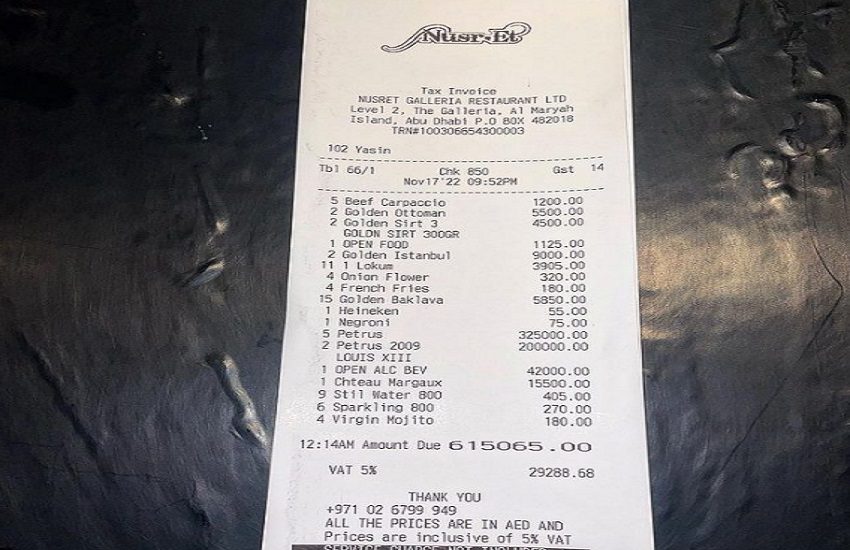 Nusr-Et
Tax Invoice
NUSRET GALLERIA RESTAURANT LTD
Level 2, The Galleria, Al Maryah
Island, Abu Dhabi P.O BOX 482018
TRN#100306654300003
102 Yasin
Tbl 66/1 Chk 850 Gst 14
Nov17'22 09:52PM
5 Beef Carpaccio 1200.00
2 Golden Ottoman 5500.00
2 Golden Sirt 3 4500.00
GOLDN SIRT 300GR
1 OPEN FOOD 1125.00
2 Golden Istanbul 9000.00
11 1 Lokum 3905.00
4 Onion Flower 320.00
4 French Fries 180.00
15 Golden Baklava 5850.00
1 Heineken 55.00
1 Negroni 75.00
5 Petrus 325000.00
2 Petrus 2009 200000.00
LOUIS XIII
1 OPEN ALC BEV 42000.00
1 Chteau Margaux 15500.00
9 Stil Water 800 405.00
6 Sparkling 800 270.00
4 Virgin Mojito 180.00
12:14AM Amount Due 615065.00
VAT 5% 29288.68
THANK YOU
+971 02 6799 949
ALL THE PRICES ARE IN AED AND
Prices are inclusive of 5% VAT
SERVICE CHARGE NOT INCLUDED